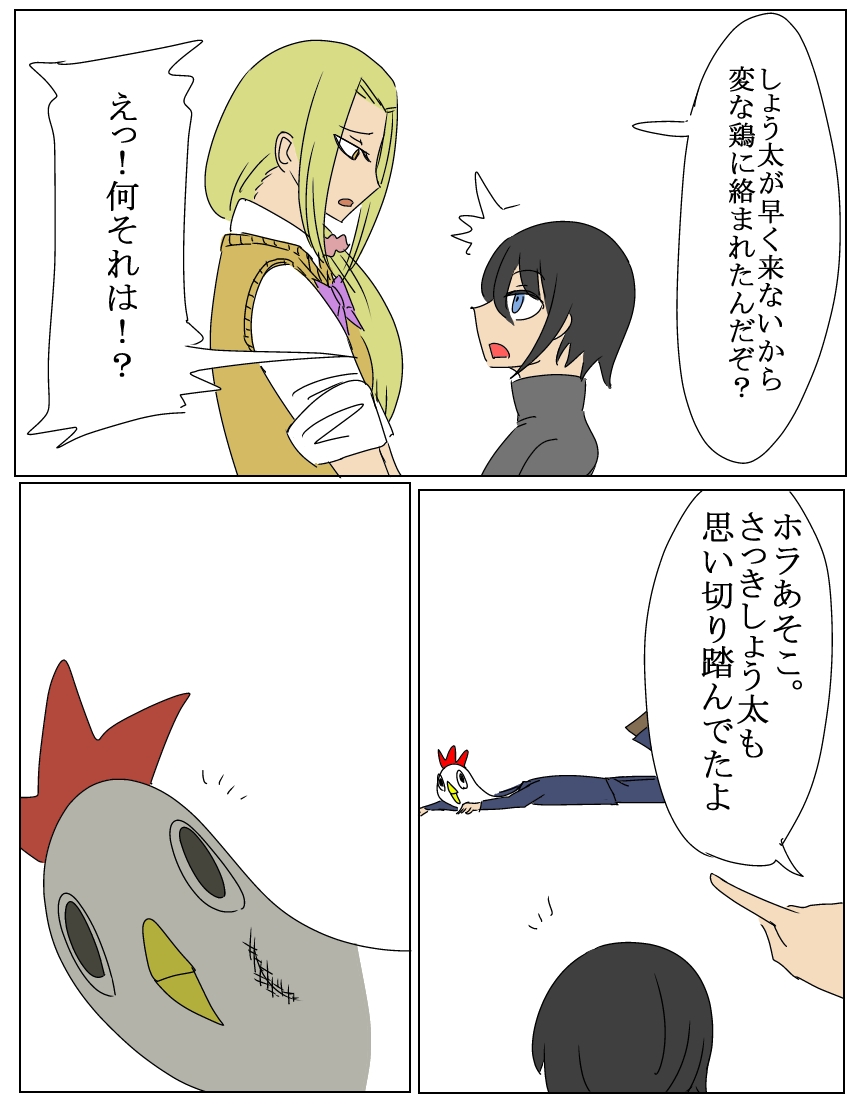 しょう太が早く来ないから
変な鶏に絡まれたんだぞ？
えっ！何それは！？
ホラあそこ。
さっきしょう太も
思い切り踏んでたよ